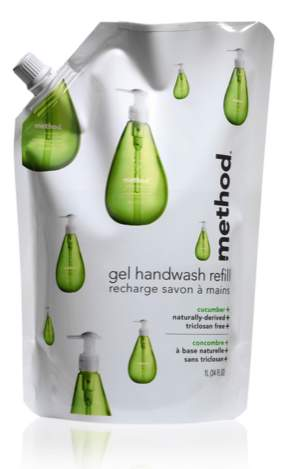 method.
method.
gel handwash refill
recharge savon à mains
cucumber+
naturally-derived+
triclosan free+
concombre+
à base naturelle+
sans triclosan+
1L (34 fl oz)